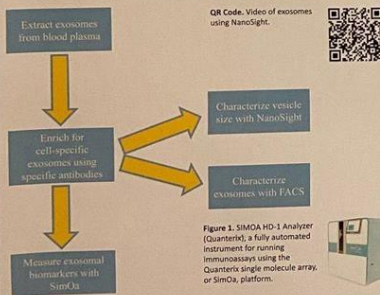 Extract exosomes
from blood plasma
QR Code. Video of exosomes
using NanoSight.
Enrich for
cell-specific
exosomes using
specific antibodies
Characterize vesicle
size with NanoSight
Characterize
exosomes with FACS
Measure exosomal
biomarkers with
SimOa
Figure 1. SIMOA HD-1 Analyzer
(Quanterix), a fully automated
instrument for running
immunoassays using the
Quanterix single molecule array,
or SimOa, platform.